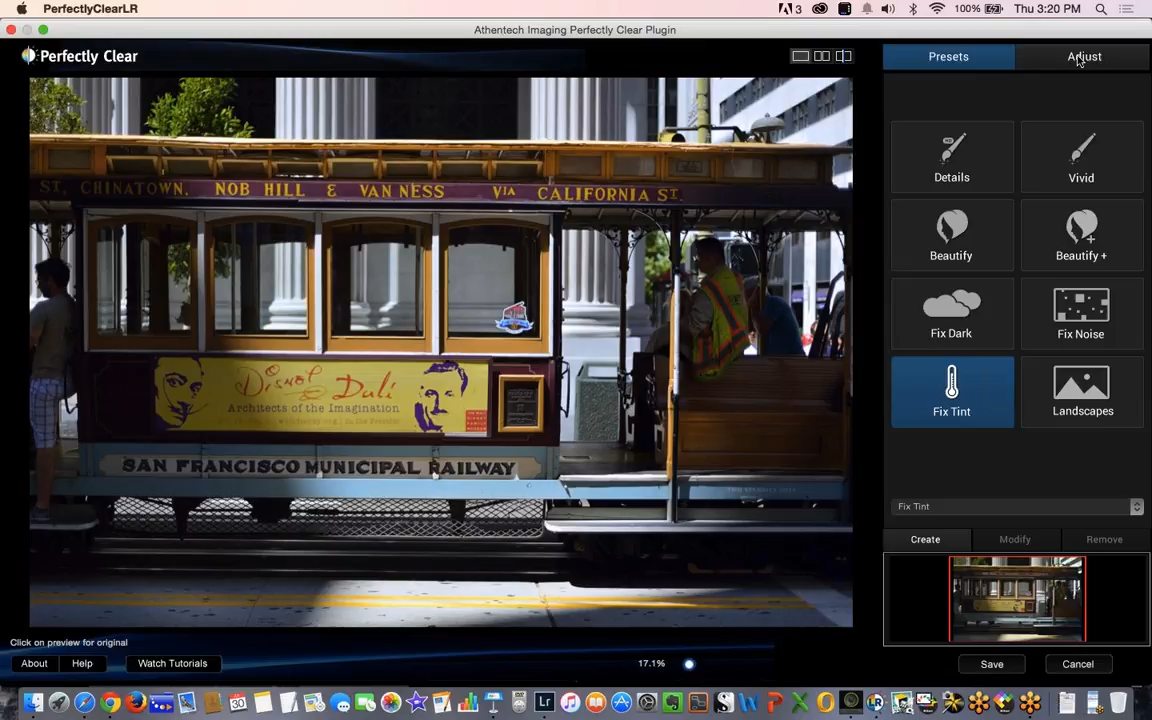 PerfectlyClearLR
3
100%
Thu 3:20 PM
Athentech Imaging Perfectly Clear Plugin
Perfectly Clear
Presets
Adjust
ST. CHINATOWN. NOB HILL & VAN NESS VIA CALIFORNIA ST.
Details
Vivid
Beautify
Beautify +
Fix Dark
Fix Noise
Fix Tint
Landscapes
Disney & Dali
Architects of the Imagination
SAN FRANCISCO MUNICIPAL RAILWAY
Fix Tint
Create
Modify
Remove
Click on preview for original
About
Help
Watch Tutorials
17.1%
Save
Cancel